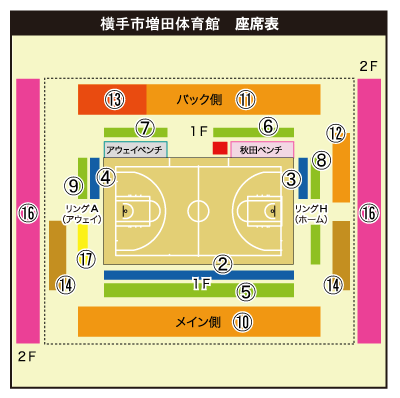 横手市増田体育館 座席表
2F
⑬ バック側 ⑪
⑦ 1F ⑥
⑫
アウェイベンチ 秋田ベンチ
⑧
⑨ ④ ③
リングA
(アウェイ)
リングH
(ホーム)
⑯ ⑯
⑰
②
⑭ 1F ⑭
⑤
メイン側 ⑩
2F